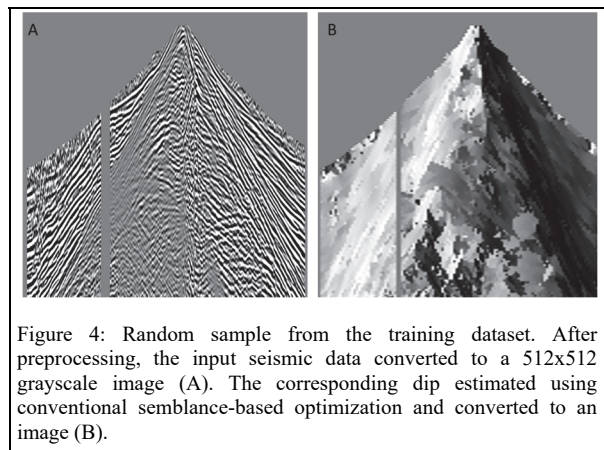 A
B
Figure 4: Random sample from the training dataset. After
preprocessing, the input seismic data converted to a 512x512
grayscale image (A). The corresponding dip estimated using
conventional semblance-based optimization and converted to an
image (B).